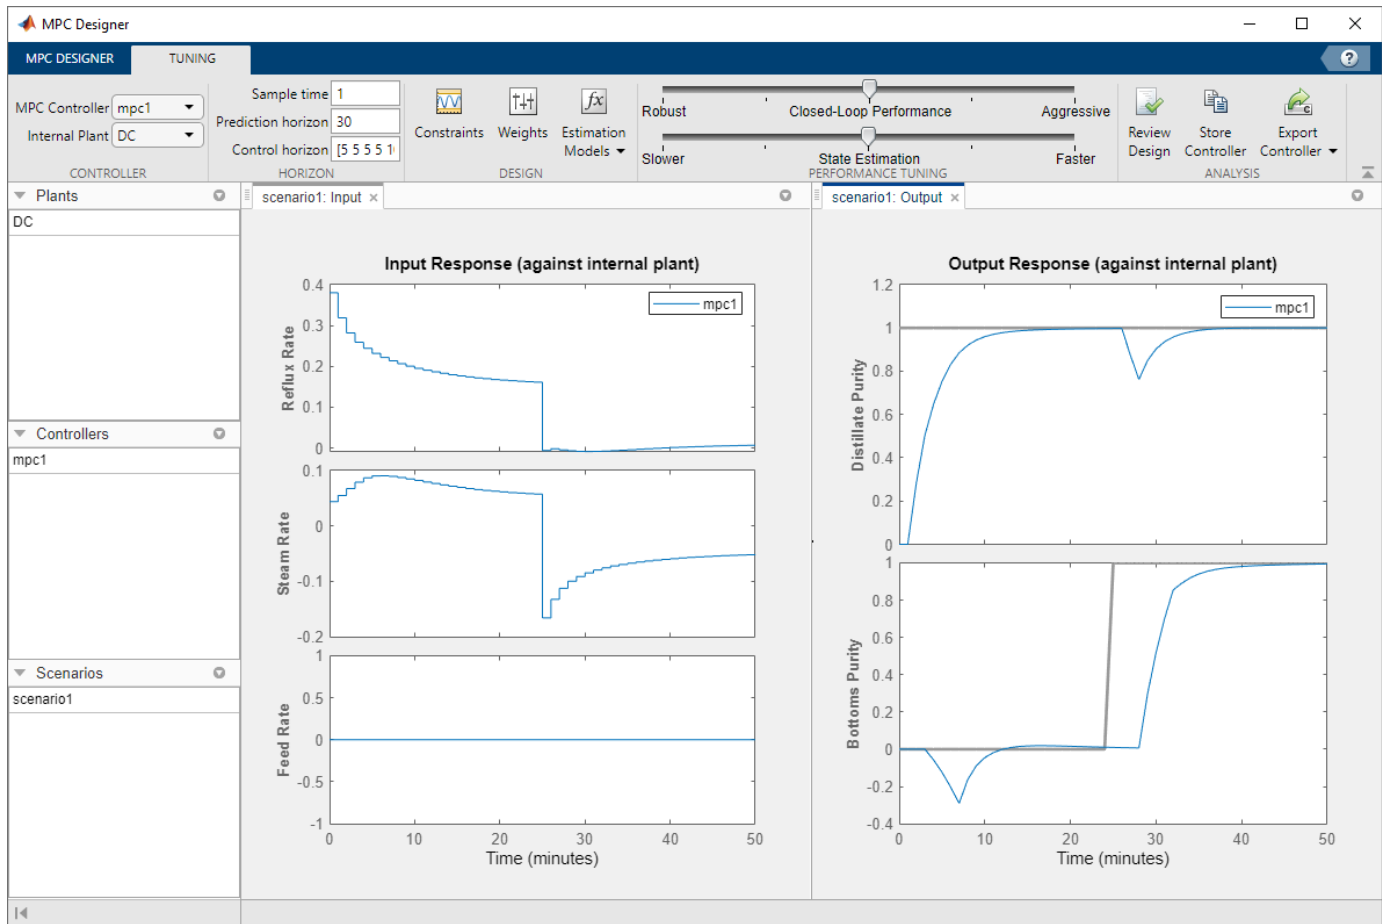 MPC Designer
MPC DESIGNER
TUNING
?
MPC Controller mpc1
Internal Plant DC
CONTROLLER
Sample time 1
Prediction horizon 30
Control horizon [5 5 5 5 1
HORIZON
Constraints
Weights
fx
Estimation
Models
DESIGN
Robust Closed-Loop Performance Aggressive
Slower State Estimation Faster
PERFORMANCE TUNING
Review
Design
Store
Controller
C
Export
Controller
ANALYSIS
Plants
DC
Controllers
mpc1
Scenarios
scenario1
scenario1: Input ×
Input Response (against internal plant)
mpc1
Reflux Rate
0.4
0.3
0.2
0.1
0
Steam Rate
0.1
0
-0.1
-0.2
Feed Rate
1
0.5
0
-0.5
-1
0 10 20 30 40 50
Time (minutes)
scenario1: Output ×
Output Response (against internal plant)
mpc1
Distillate Purity
1.2
1
0.8
0.6
0.4
0.2
0
Bottoms Purity
1
0.8
0.6
0.4
0.2
0
-0.2
-0.4
0 10 20 30 40 50
Time (minutes)